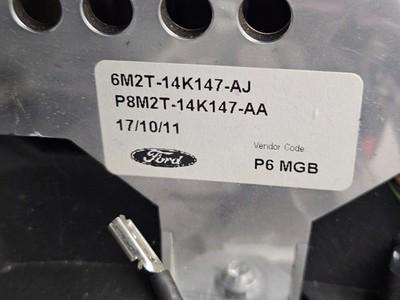 6M2T-14K147-AJ
P8M2T-14K147-AA
17/10/11
Vendor Code
Ford
P6 MGB